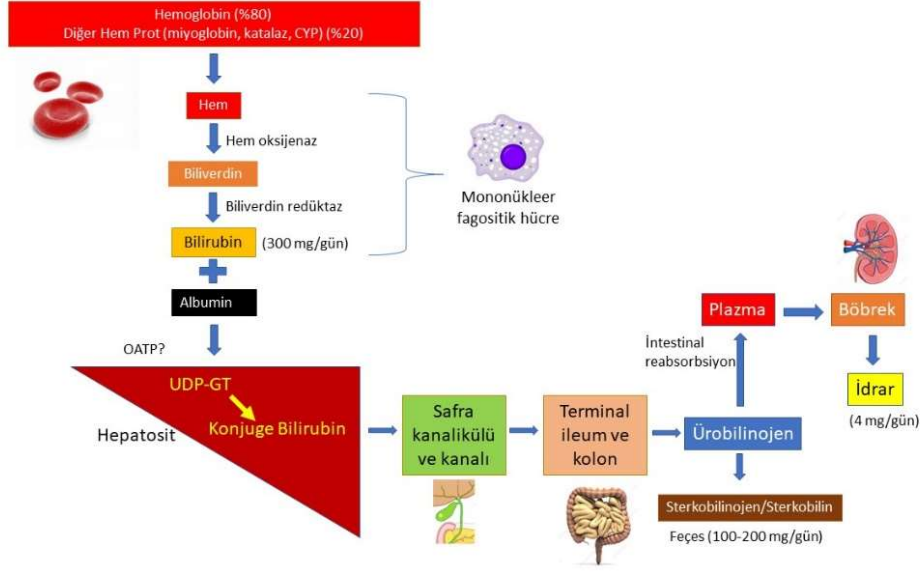 Hemoglobin (%80)
Diğer Hem Prot (miyoglobin, katalaz, CYP) (%20)
Hem
Hem oksijenaz
Biliverdin
Biliverdin redüktaz
Bilirubin (300 mg/gün)
Mononükleer
fagositik hücre
Albumin
OATP?
UDP-GT
Konjuge Bilirubin
Hepatosit
Safra
kanalikülü
ve kanalı
Terminal
ileum ve
kolon
Ürobilinojen
İntestinal
reabsorbsiyon
Plazma
Böbrek
İdrar
(4 mg/gün)
Sterkobilinojen/Sterkobilin
Feçes (100-200 mg/gün)